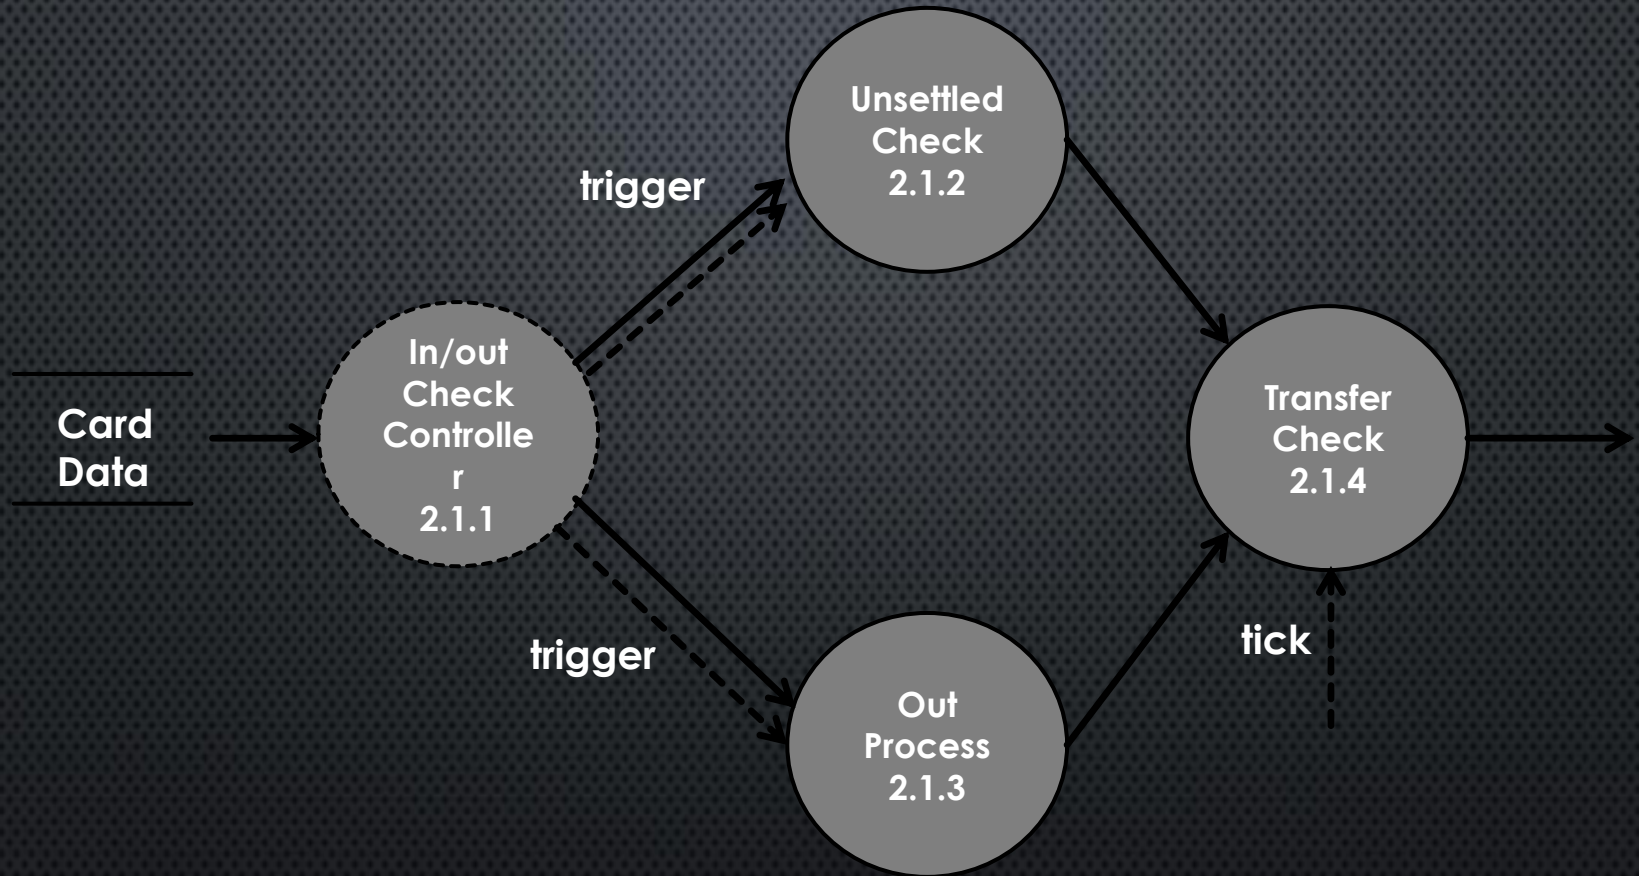 Unsettled
Check
2.1.2
trigger
In/out
Check
Controlle
r
2.1.1
Card
Data
Transfer
Check
2.1.4
trigger
tick
Out
Process
2.1.3